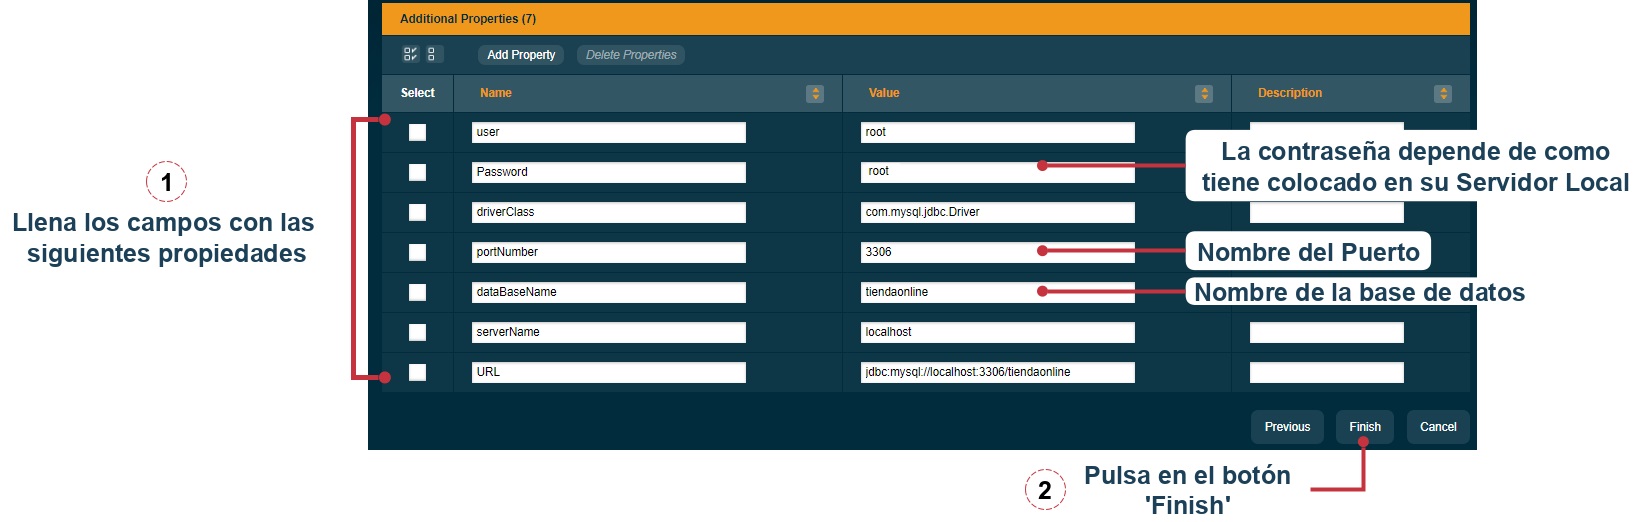 Additional Properties (7)
Add Property Delete Properties
Select Name Value Description
user root
Password root
driverClass com.mysql.jdbc.Driver
portNumber 3306
dataBaseName tiendaonline
serverName localhost
URL jdbc:mysql://localhost:3306/tiendaonline
Previous Finish Cancel
1
Llena los campos con las
siguientes propiedades
La contraseña depende de como
tiene colocado en su Servidor Local
Nombre del Puerto
Nombre de la base de datos
2
Pulsa en el botón
'Finish'